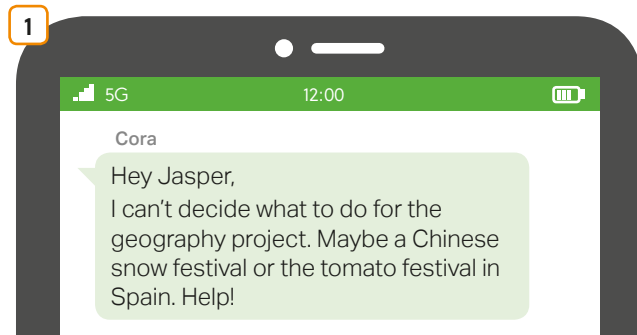 1
5G 12:00
Cora
Hey Jasper,
I can't decide what to do for the
geography project. Maybe a Chinese
snow festival or the tomato festival in
Spain. Help!